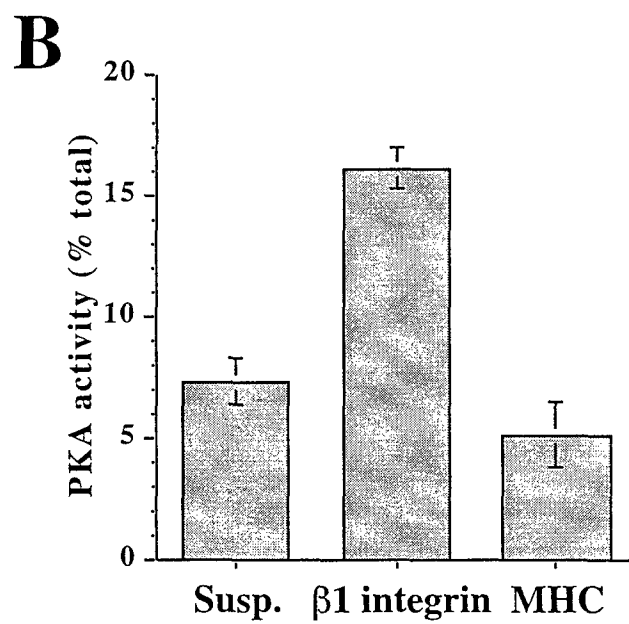 B
PKA activity (% total)
20
15
10
5
0
Susp. β1 integrin MHC